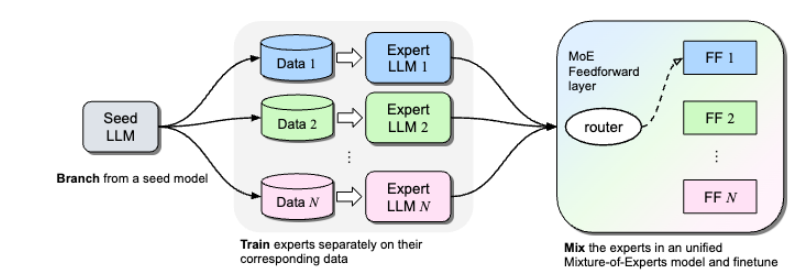 Seed
LLM
Branch from a seed model
Data 1
Expert
LLM 1
Data 2
Expert
LLM 2
⋮
Data N
Expert
LLM N
Train experts separately on their
corresponding data
MoE
Feedforward
layer
router
FF 1
FF 2
⋮
FF N
Mix the experts in an unified
Mixture-of-Experts model and finetune